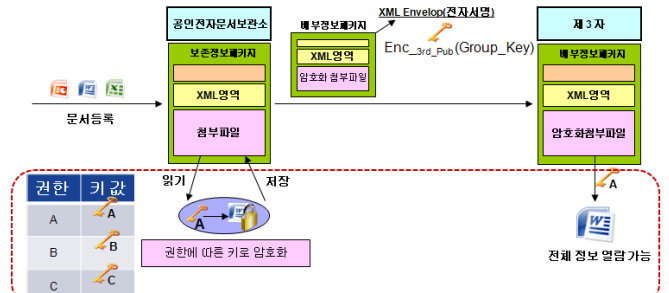 XML Envelop(전자서명)
공인전자문서보관소
제 3 자
배부정보패키지
보존정보패키지
Enc_3rd_Pub(Group_Key)
배부정보패키지
XML영역
암호화 첨부파일
XML영역
XML영역
문서등록
첨부파일
암호화첨부파일
읽기
저장
A
권한
키 값
A
A
A
B
B
권한에 따른 키로 암호화
전체 정보 열람 가능
C
C